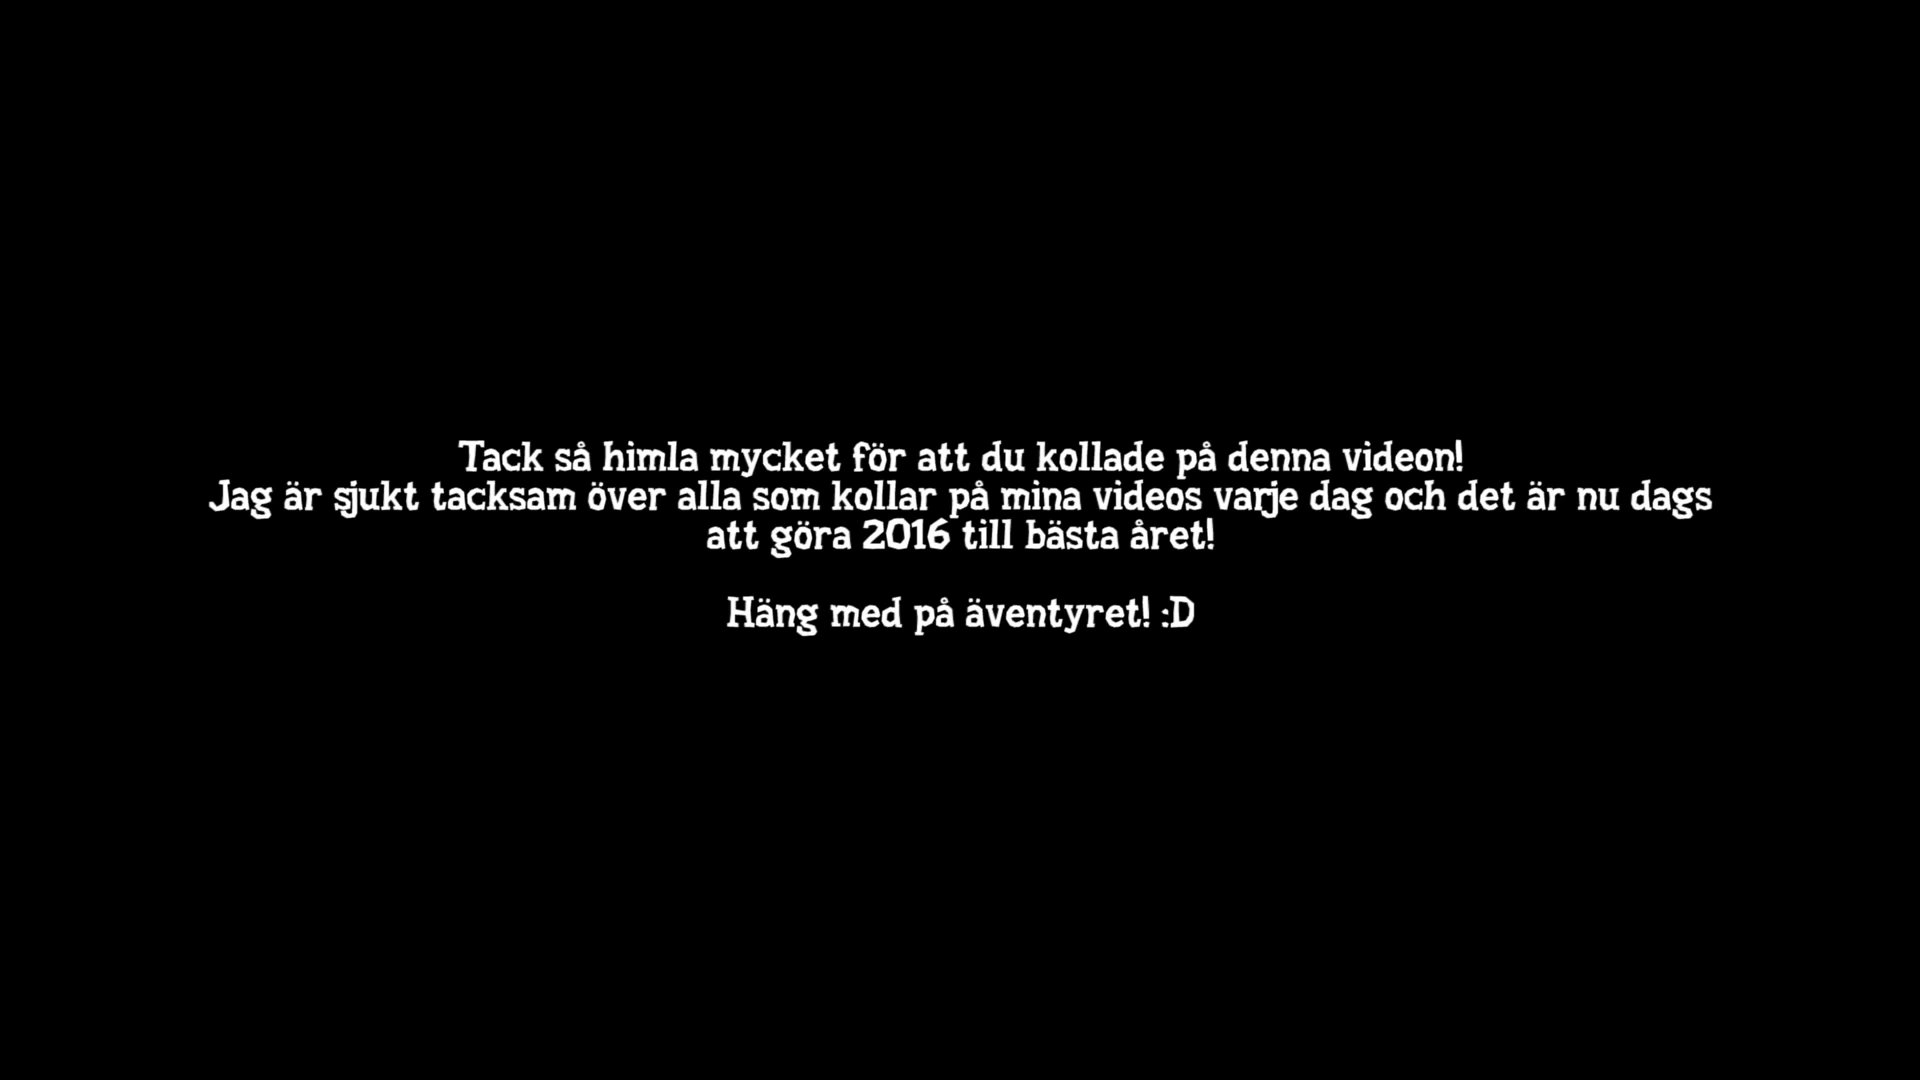 Tack så himla mycket för att du kollade på denna videon!
Jag är sjukt tacksam över alla som kollar på mina videos varje dag och det är nu dags
att göra 2016 till bästa året!
Häng med på äventyret! :D